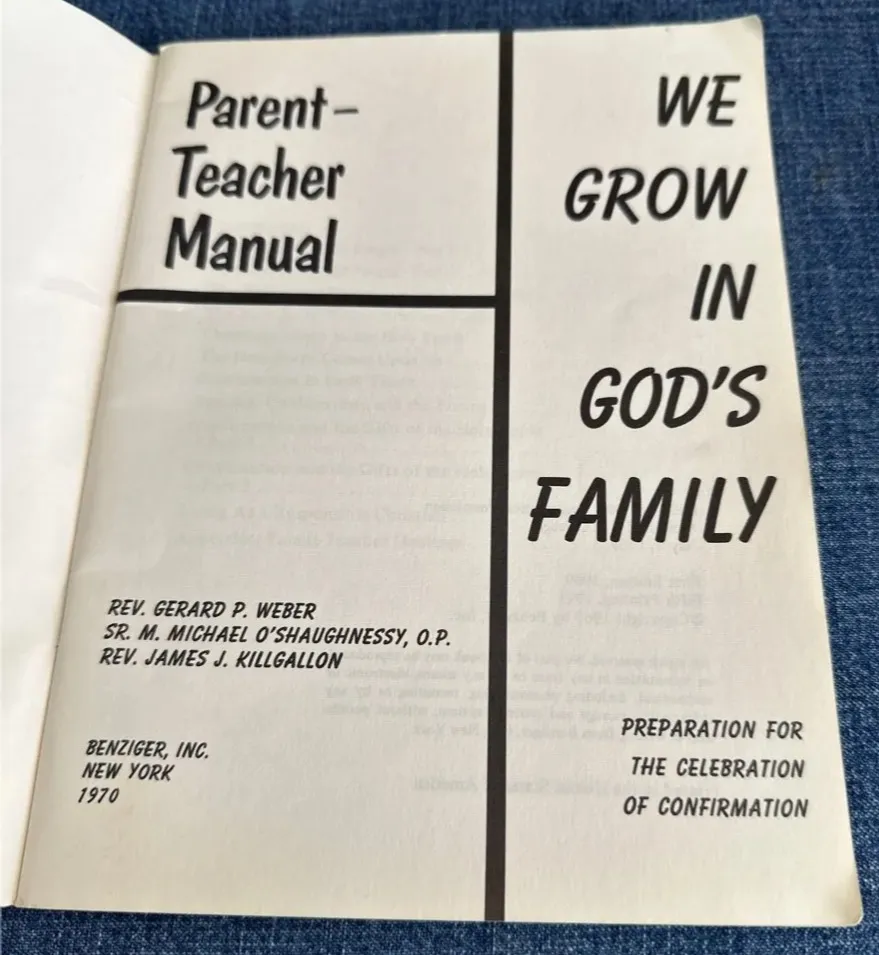 Parent–
Teacher
Manual
WE
GROW
IN
GOD'S
FAMILY
REV. GERARD P. WEBER
SR. M. MICHAEL O'SHAUGHNESSY, O.P.
REV. JAMES J. KILLGALLON
BENZIGER, INC.
NEW YORK
1970
PREPARATION FOR
THE CELEBRATION
OF CONFIRMATION